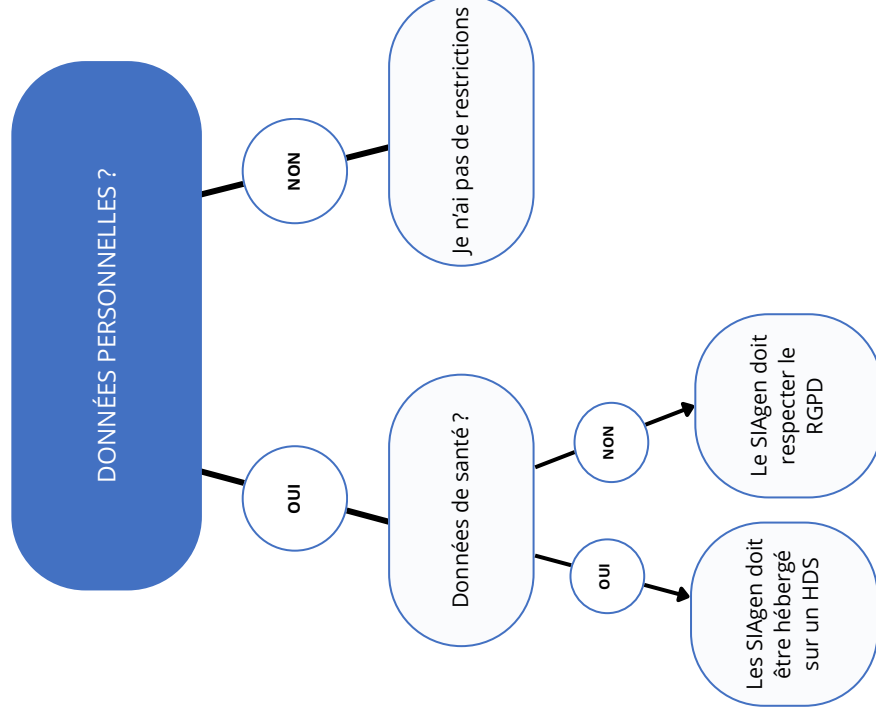 DONNÉES PERSONNELLES ?
OUI
NON
Données de santé ?
Je n’ai pas de restrictions
OUI
NON
Les SIAgen doit
être hébergé
sur un HDS
Le SIAgen doit
respecter le
RGPD